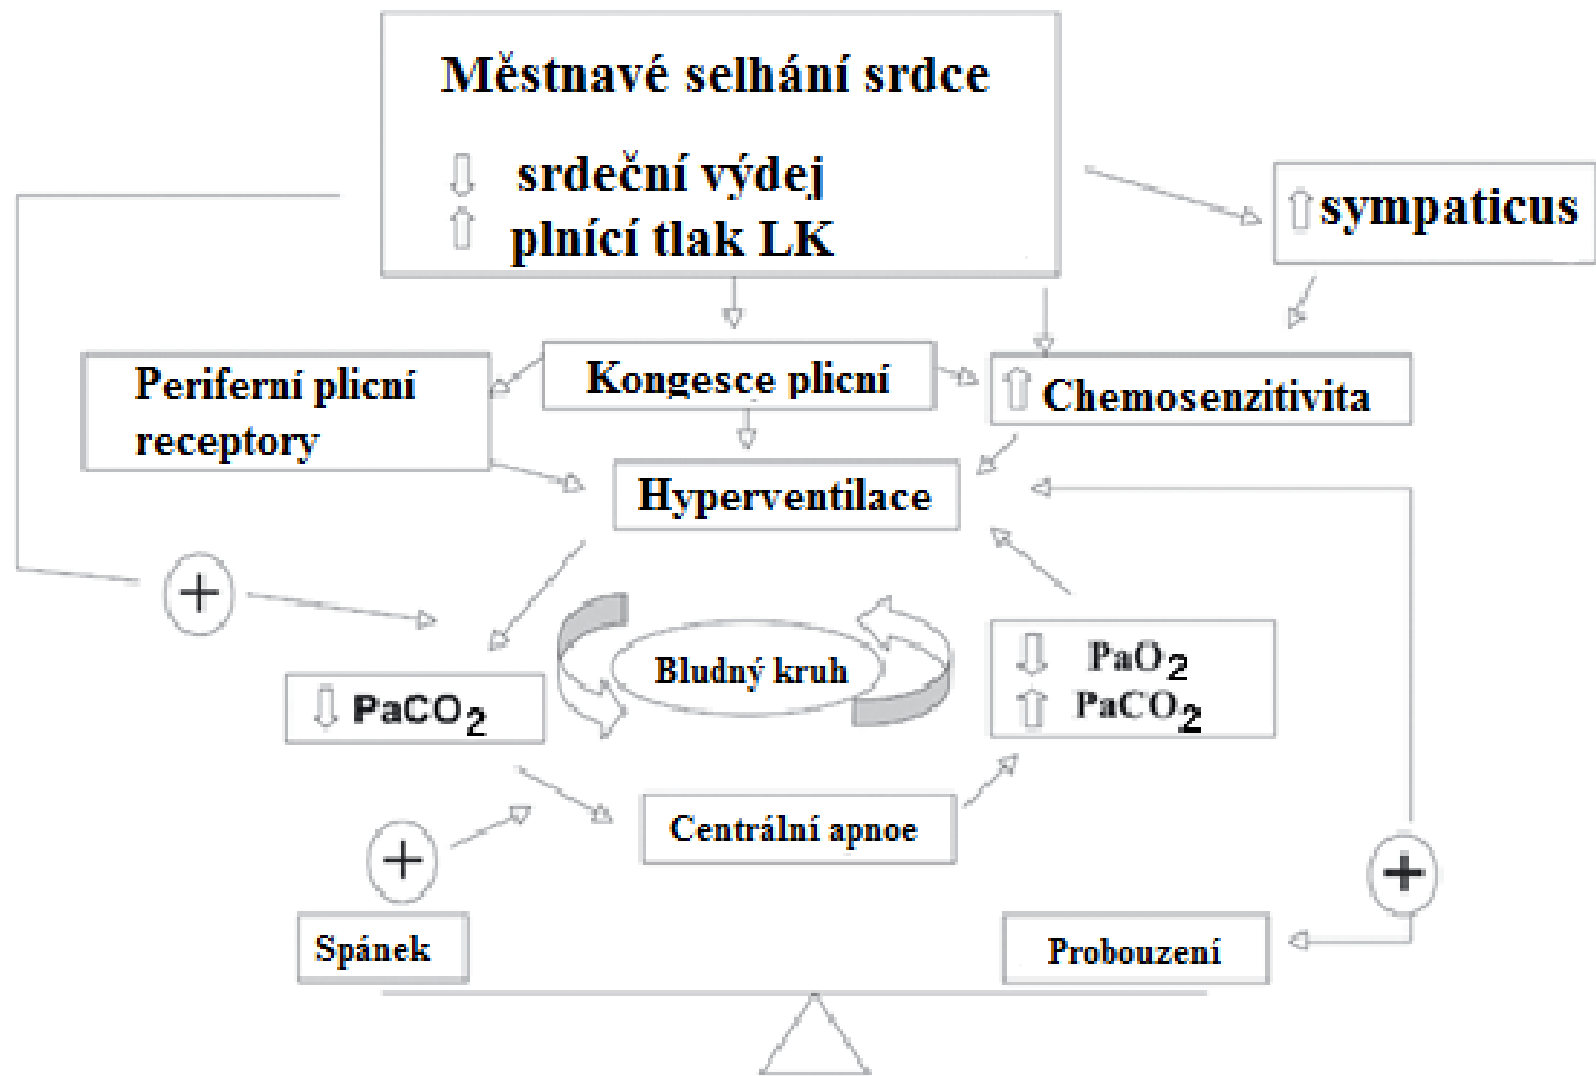 Městnavé selhání srdce
srdeční výdej
plnící tlak LK
sympaticus
Periferní plicní
receptory
Kongesce plicní
Chemosenzitivita
Hyperventilace
+
Bludný kruh
PaO2
PaCO2
PaCO2
Centrální apnoe
+
+
Spánek
Probouzení